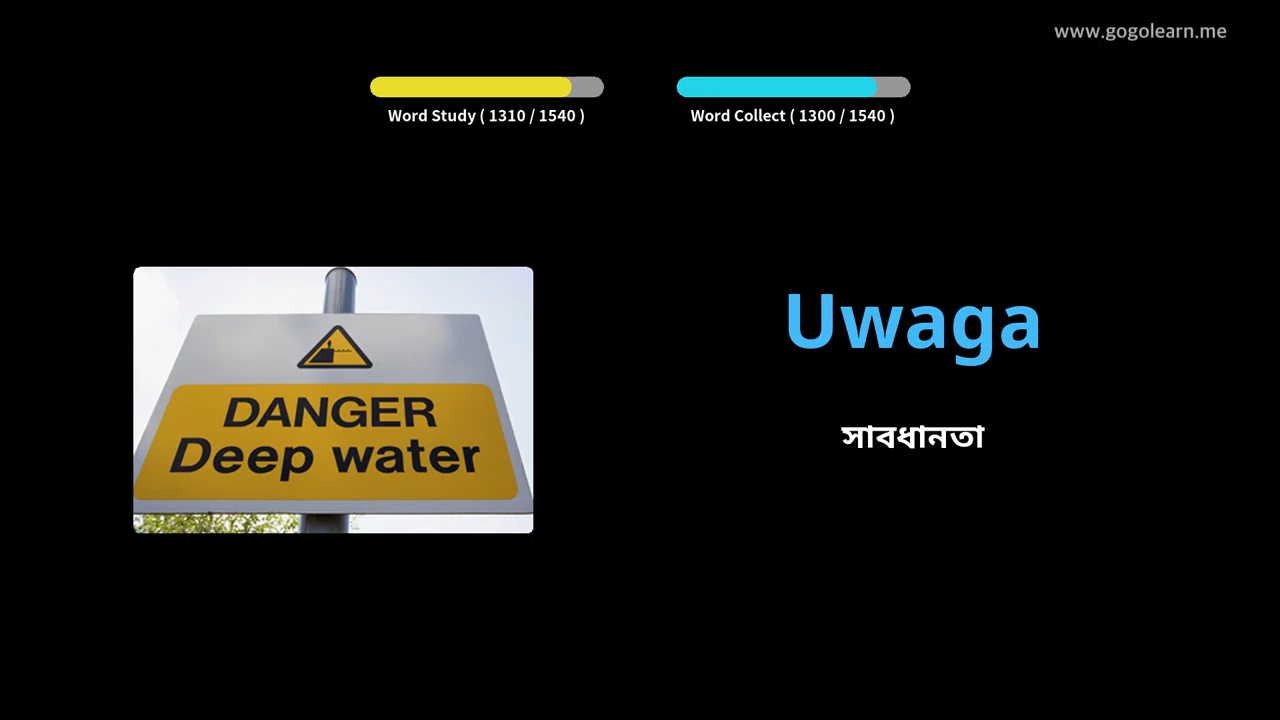 www.gogolearn.me
Word Study ( 1310 / 1540 )
Word Collect ( 1300 / 1540 )
DANGER
Deep water
Uwaga
সাবধানতা